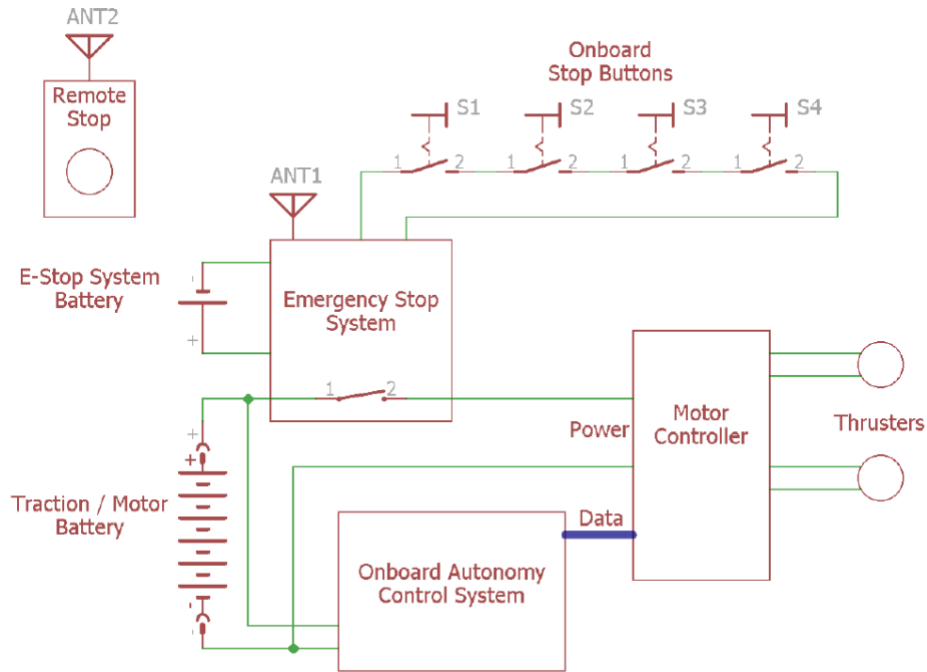 ANT2
Remote
Stop
Onboard
Stop Buttons
S1
S2
S3
S4
1
2
1
2
1
2
1
2
ANT1
E-Stop System
Battery
-
+
Emergency Stop
System
1
2
+
+
Traction / Motor
Battery
-
-
Power
Motor
Controller
Thrusters
Data
Onboard Autonomy
Control System